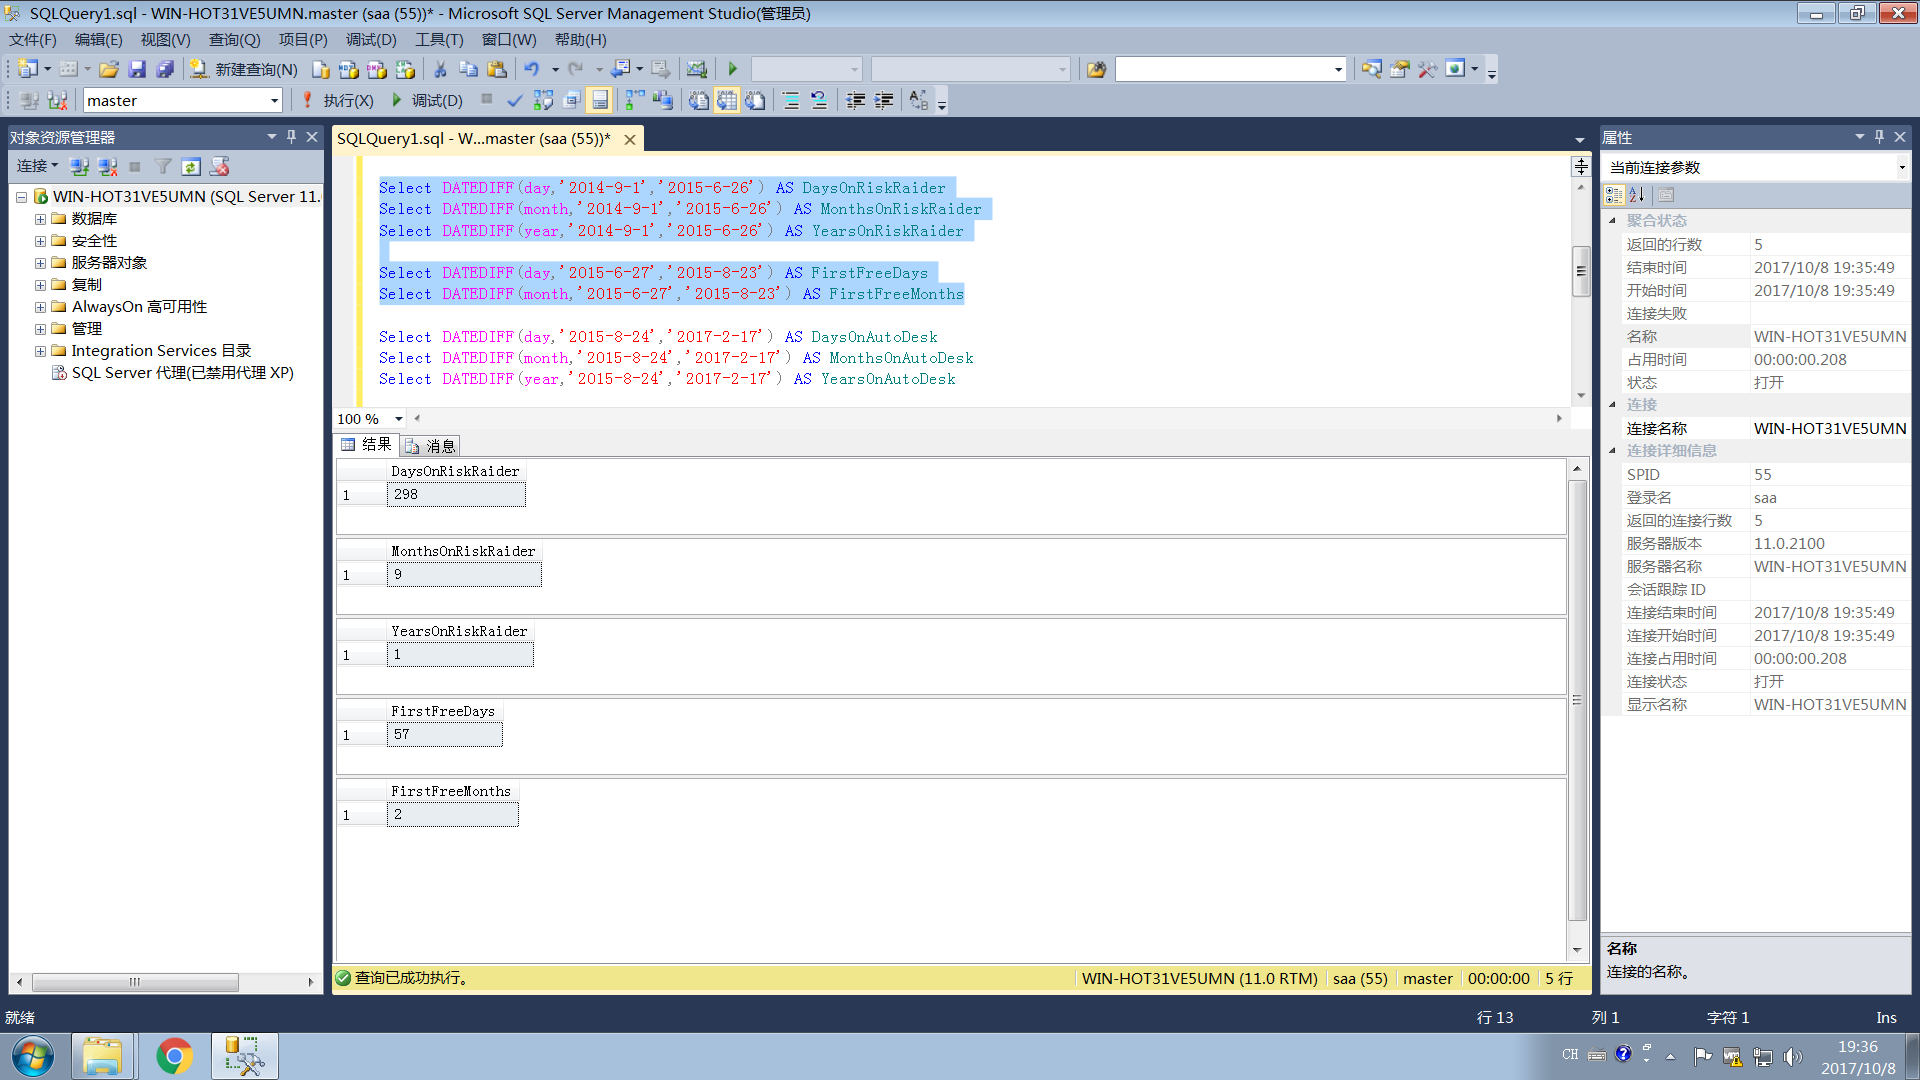 SQLQuery1.sql - WIN-HOT31VE5UMN.master (saa (55))* - Microsoft SQL Server Management Studio(管理员)
文件(F) 编辑(E) 视图(V) 查询(Q) 项目(P) 调试(D) 工具(T) 窗口(W) 帮助(H)
新建查询(N)
master 执行(X) 调试(D)
对象资源管理器
连接
WIN-HOT31VE5UMN (SQL Server 11.
数据库
安全性
服务器对象
复制
AlwaysOn 高可用性
管理
Integration Services 目录
SQL Server 代理(已禁用代理 XP)
SQLQuery1.sql - W...master (saa (55))*
Select DATEDIFF(day,'2014-9-1','2015-6-26') AS DaysOnRiskRaider
Select DATEDIFF(month,'2014-9-1','2015-6-26') AS MonthsOnRiskRaider
Select DATEDIFF(year,'2014-9-1','2015-6-26') AS YearsOnRiskRaider
Select DATEDIFF(day,'2015-6-27','2015-8-23') AS FirstFreeDays
Select DATEDIFF(month,'2015-6-27','2015-8-23') AS FirstFreeMonths
Select DATEDIFF(day,'2015-8-24','2017-2-17') AS DaysOnAutoDesk
Select DATEDIFF(month,'2015-8-24','2017-2-17') AS MonthsOnAutoDesk
Select DATEDIFF(year,'2015-8-24','2017-2-17') AS YearsOnAutoDesk
100 %
结果 消息
DaysOnRiskRaider
1 298
MonthsOnRiskRaider
1 9
YearsOnRiskRaider
1 1
FirstFreeDays
1 57
FirstFreeMonths
1 2
查询已成功执行。 WIN-HOT31VE5UMN (11.0 RTM) saa (55) master 00:00:00 5 行
属性
当前连接参数
聚合状态
返回的行数 5
结束时间 2017/10/8 19:35:49
开始时间 2017/10/8 19:35:49
连接失败
名称 WIN-HOT31VE5UMN
占用时间 00:00:00.208
状态 打开
连接
连接名称 WIN-HOT31VE5UMN
连接详细信息
SPID 55
登录名 saa
返回的连接行数 5
服务器版本 11.0.2100
服务器名称 WIN-HOT31VE5UMN
会话跟踪 ID
连接结束时间 2017/10/8 19:35:49
连接开始时间 2017/10/8 19:35:49
连接占用时间 00:00:00.208
连接状态 打开
显示名称 WIN-HOT31VE5UMN
名称
连接的名称。
就绪 行 13 列 1 字符 1 Ins
CH 19:36
2017/10/8